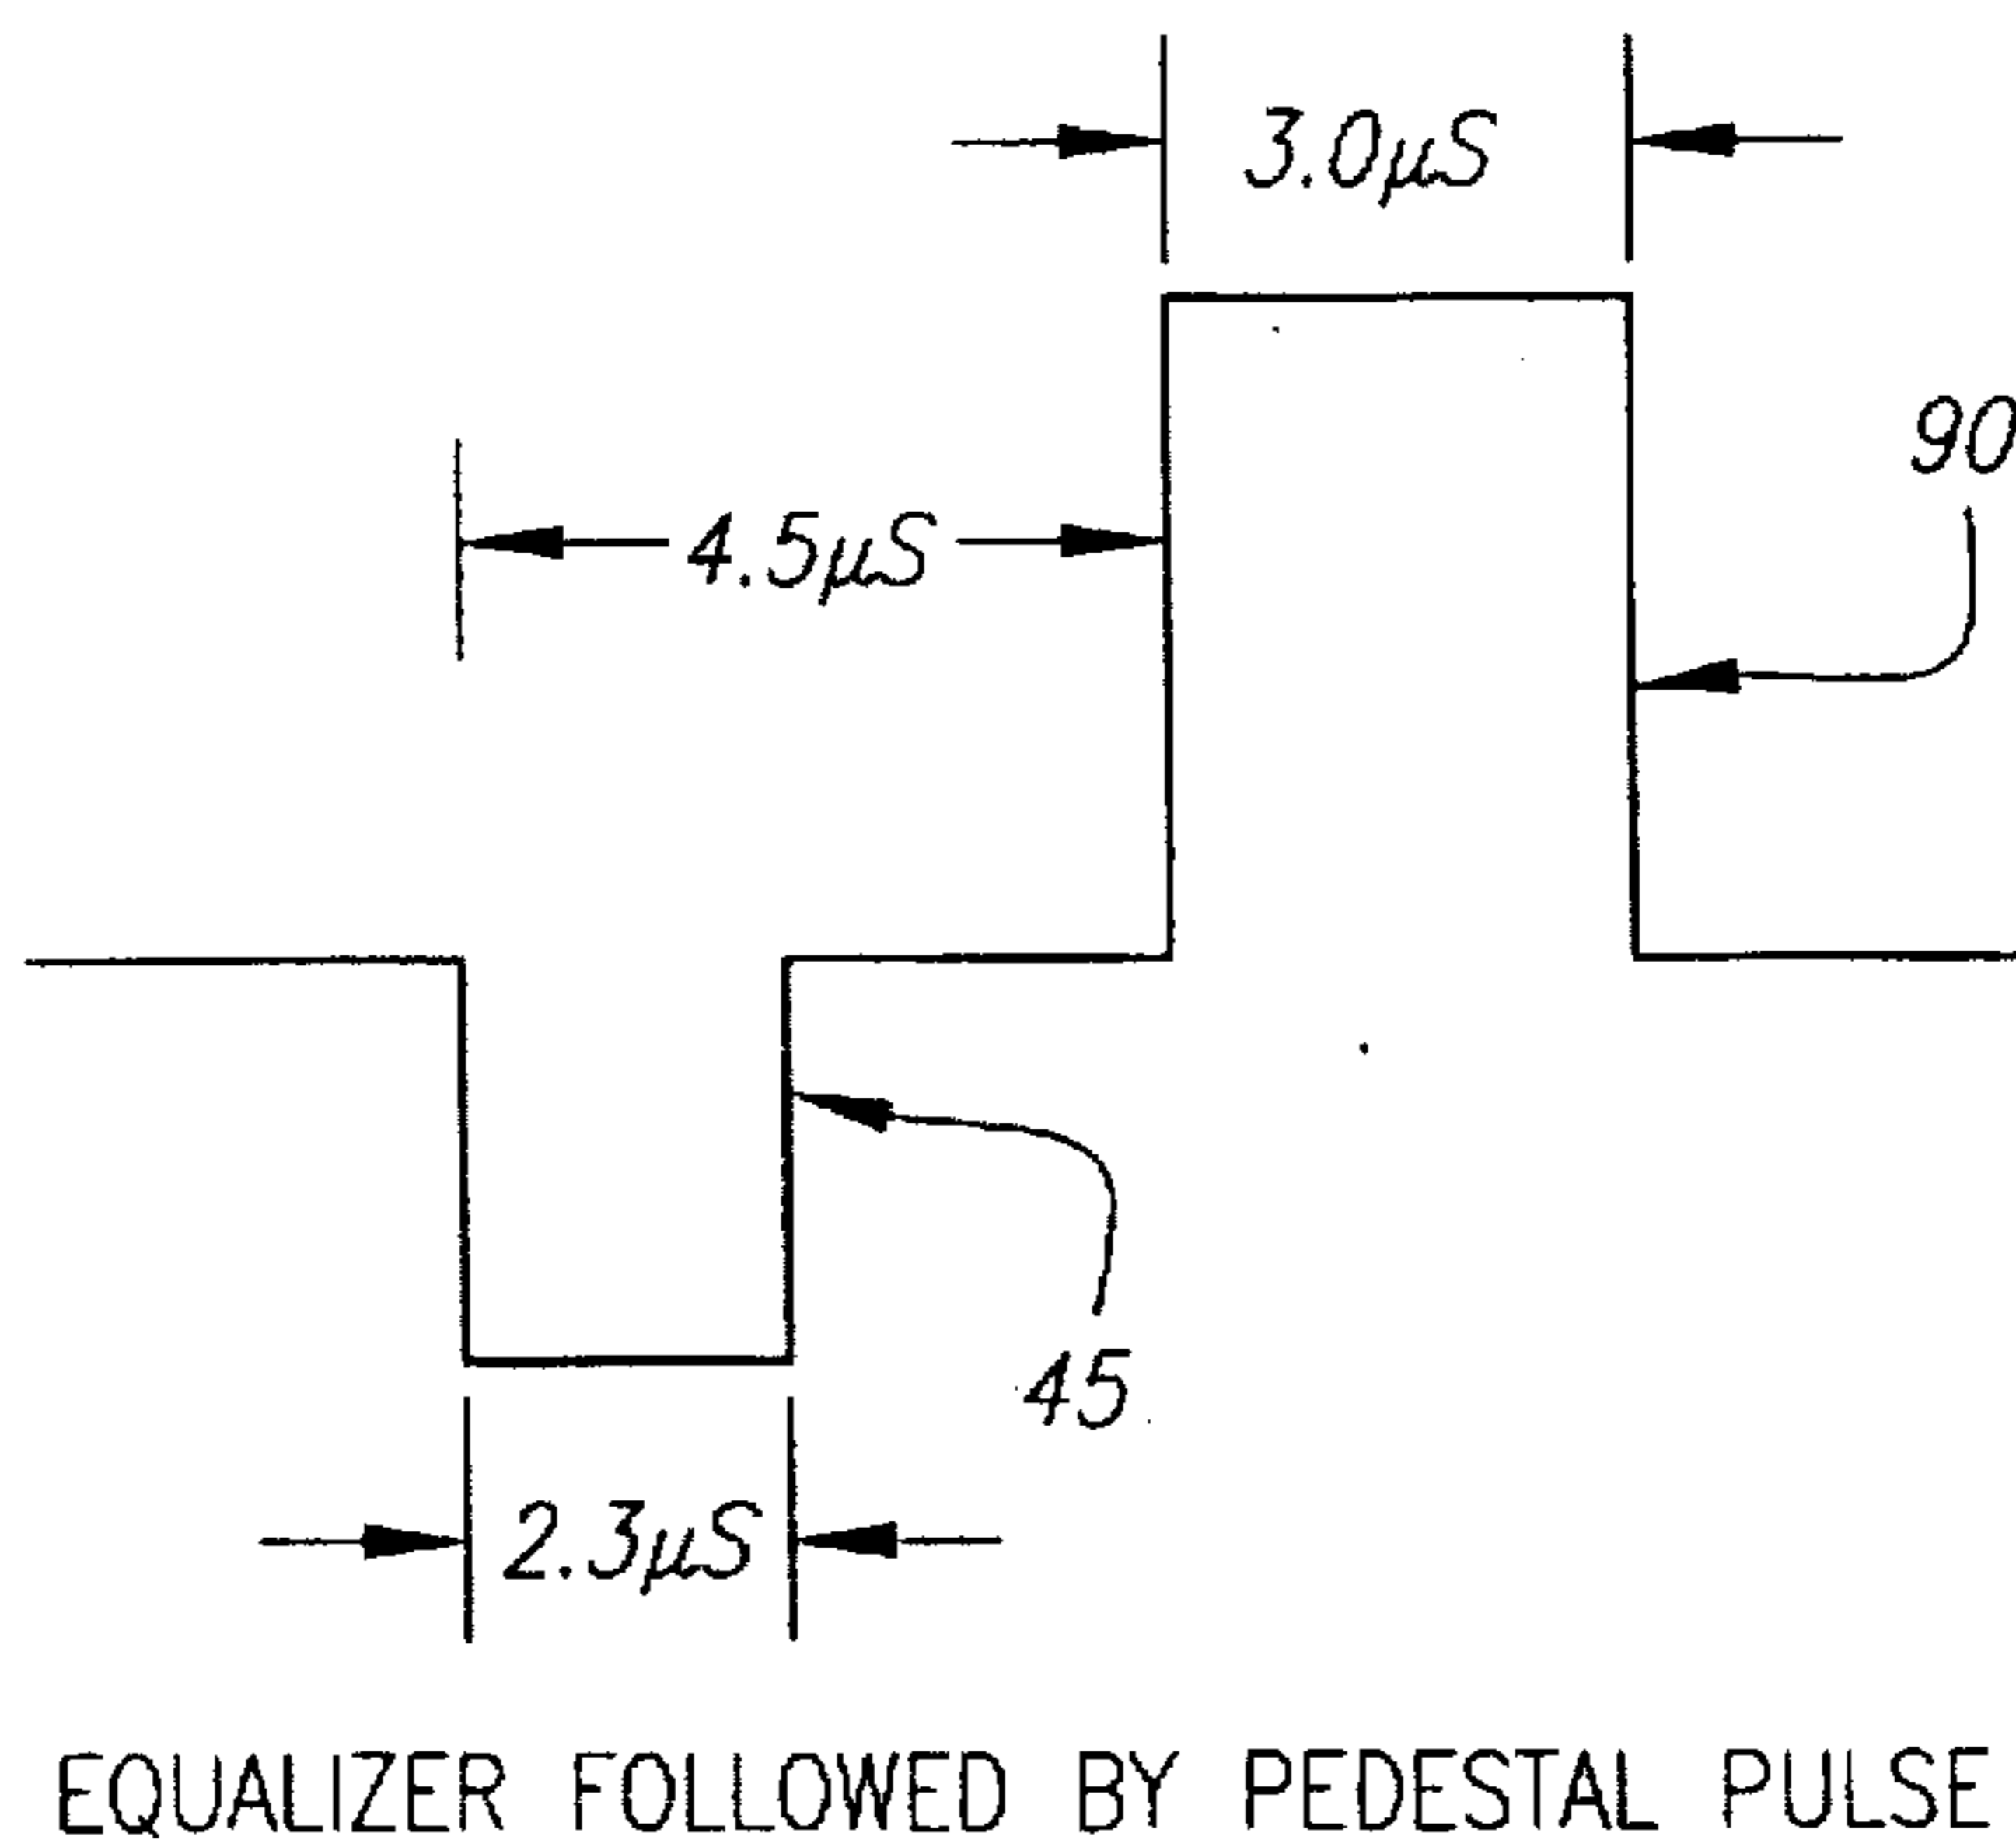 3.0μS
90
4.5μS
45
2.3μS
EQUALIZER FOLLOWED BY PEDESTAL PULSE